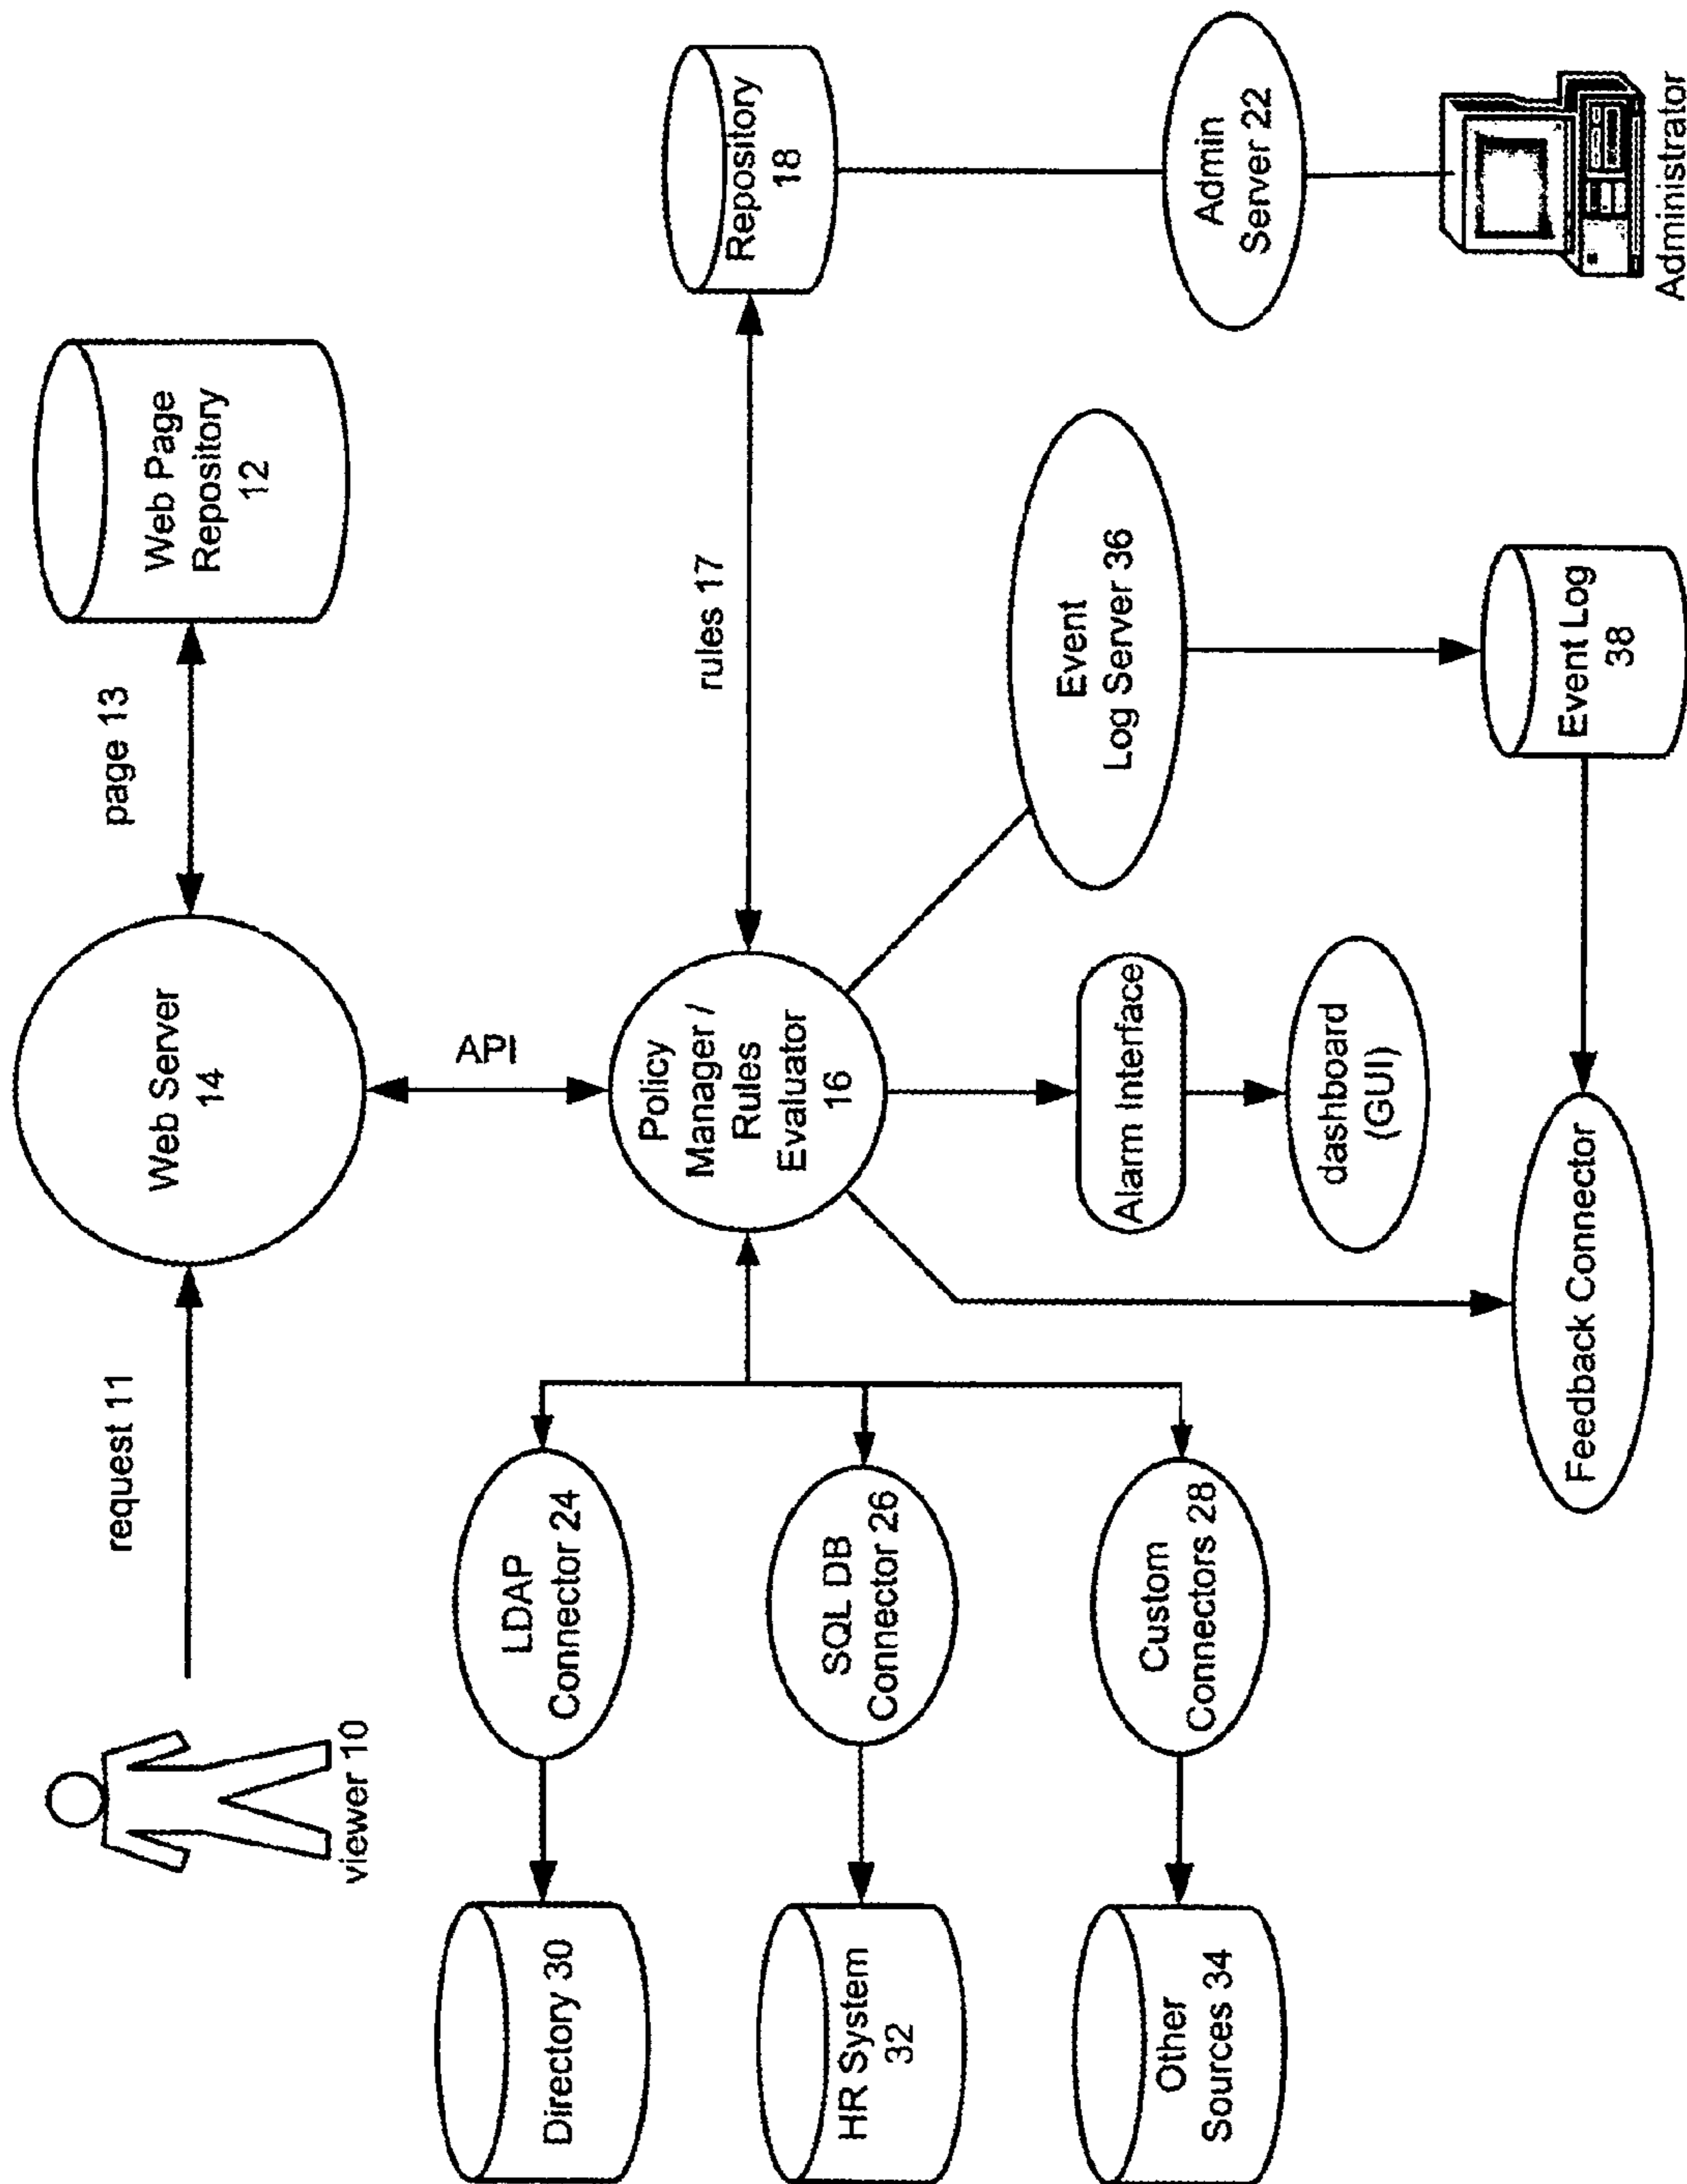 viewer 10
request 11
Web Server
14
page 13
Web Page
Repository
12
API
Directory 30
LDAP
Connector 24
HR System
32
SQL DB
Connector 26
Other
Sources 34
Custom
Connectors 28
Policy
Manager /
Rules
Evaluator
16
rules 17
Repository
18
Alarm Interface
dashboard
(GUI)
Event
Log Server 36
Admin
Server 22
Feedback Connector
Event Log
38
Administrator